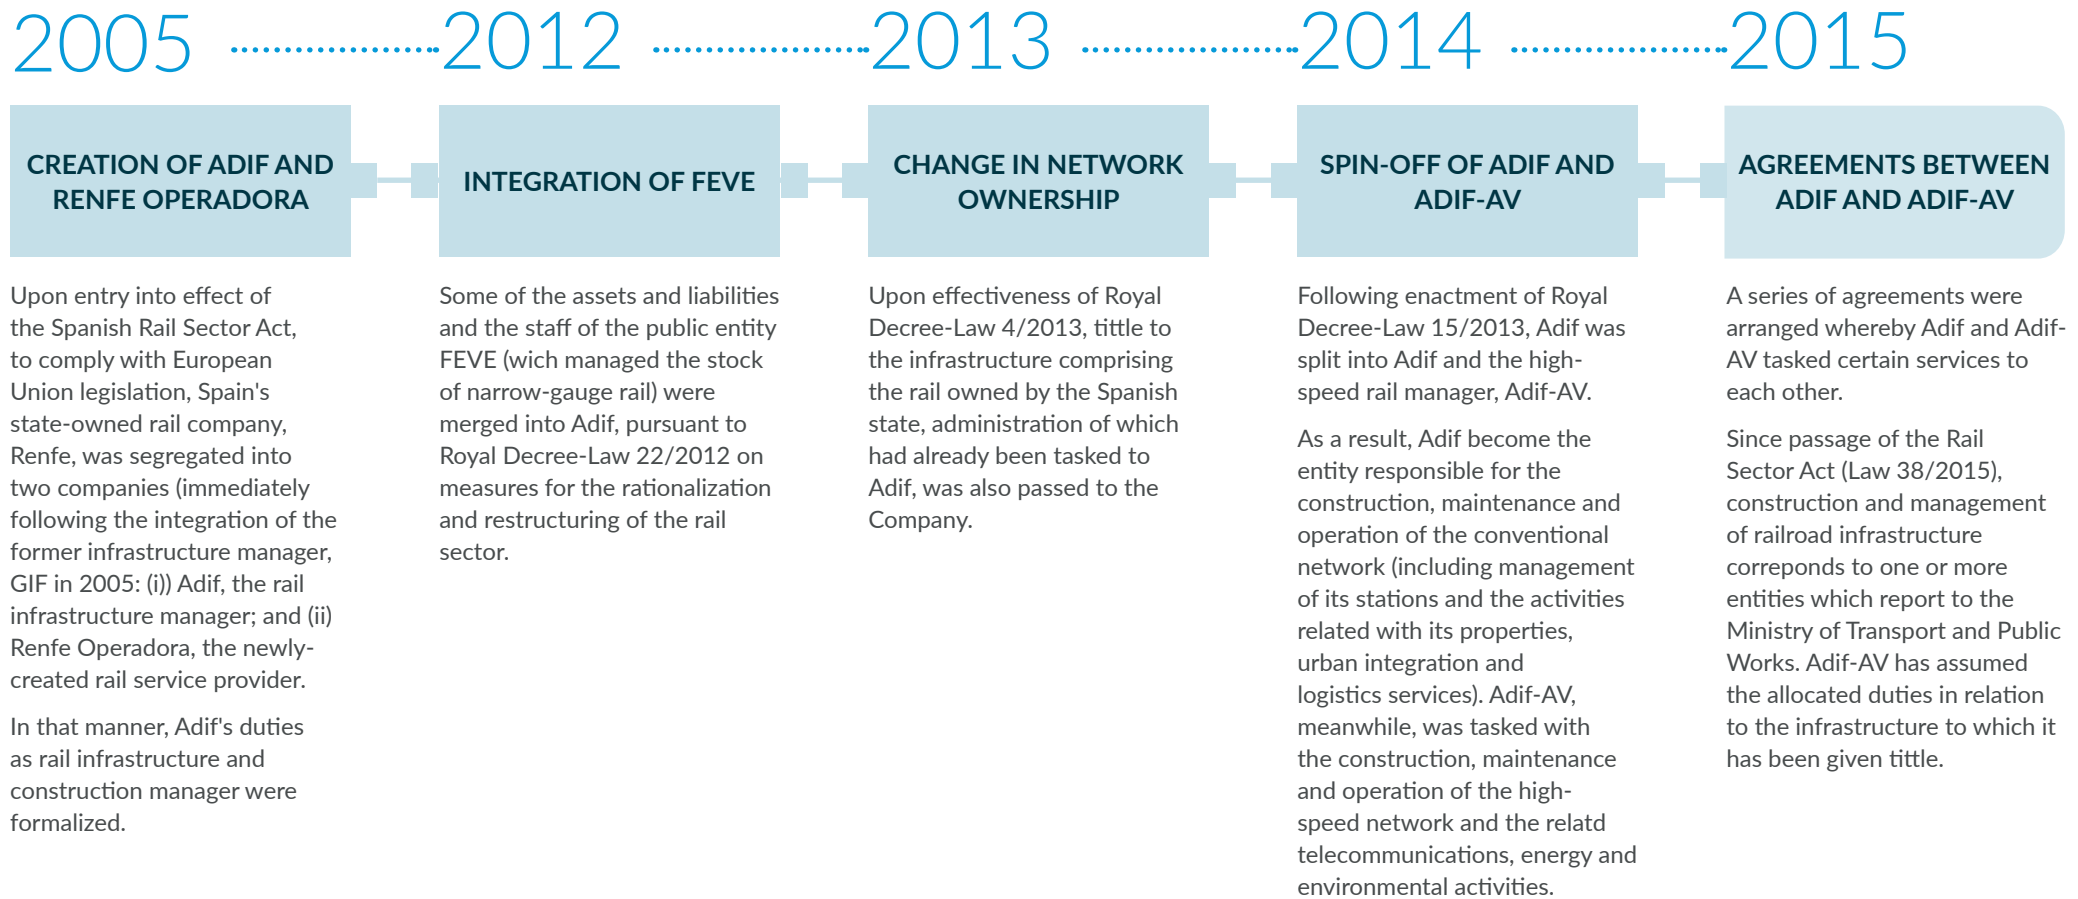 2005
2012
2013
2014
2015
CREATION OF ADIF AND
RENFE OPERADORA
INTEGRATION OF FEVE
CHANGE IN NETWORK
OWNERSHIP
SPIN-OFF OF ADIF AND
ADIF-AV
AGREEMENTS BETWEEN
ADIF AND ADIF-AV
Upon entry into effect of
the Spanish Rail Sector Act,
to comply with European
Union legislation, Spain's
state-owned rail company,
Renfe, was segregated into
two companies (immediately
following the integration of the
former infrastructure manager,
GIF in 2005: (i)) Adif, the rail
infrastructure manager; and (ii)
Renfe Operadora, the newly-
created rail service provider.
In that manner, Adif's duties
as rail infrastructure and
construction manager were
formalized.
Some of the assets and liabilities
and the staff of the public entity
FEVE (wich managed the stock
of narrow-gauge rail) were
merged into Adif, pursuant to
Royal Decree-Law 22/2012 on
measures for the rationalization
and restructuring of the rail
sector.
Upon effectiveness of Royal
Decree-Law 4/2013, tittle to
the infrastructure comprising
the rail owned by the Spanish
state, administration of which
had already been tasked to
Adif, was also passed to the
Company.
Following enactment of Royal
Decree-Law 15/2013, Adif was
split into Adif and the high-
speed rail manager, Adif-AV.
As a result, Adif become the
entity responsible for the
construction, maintenance and
operation of the conventional
network (including management
of its stations and the activities
related with its properties,
urban integration and
logistics services). Adif-AV,
meanwhile, was tasked with
the construction, maintenance
and operation of the high-
speed network and the relatd
telecommunications, energy and
environmental activities.
A series of agreements were
arranged whereby Adif and Adif-
AV tasked certain services to
each other.
Since passage of the Rail
Sector Act (Law 38/2015),
construction and management
of railroad infrastructure
correponds to one or more
entities which report to the
Ministry of Transport and Public
Works. Adif-AV has assumed
the allocated duties in relation
to the infrastructure to which it
has been given tittle.